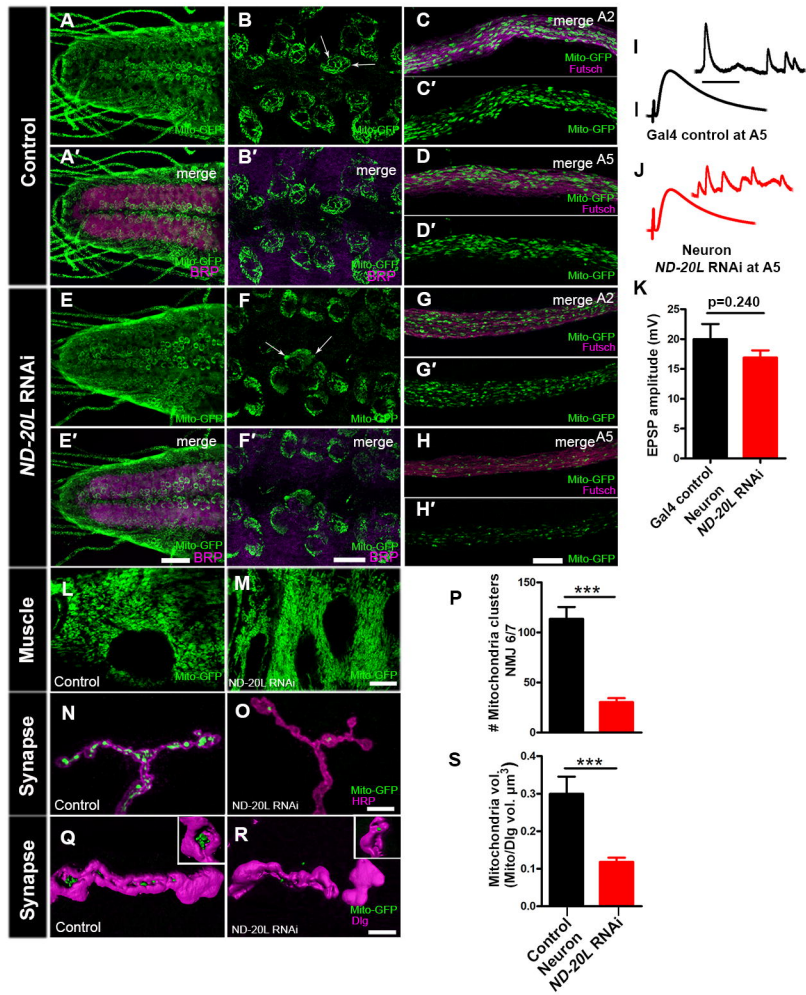 Control
A
Mito-GFP
B
Mito-GFP
C
merge A2
Mito-GFP
Futsch
C′
Mito-GFP
A′
merge
Mito-GFP
BRP
B′
merge
Mito-GFP
BRP
D
merge A5
Mito-GFP
Futsch
D′
Mito-GFP
I
Gal4 control at A5
J
Neuron
ND-20L RNAi at A5
ND-20L RNAi
E
Mito-GFP
F
Mito-GFP
G
merge A2
Mito-GFP
Futsch
G′
Mito-GFP
E′
merge
Mito-GFP
BRP
F′
merge
Mito-GFP
BRP
H
merge A5
Mito-GFP
Futsch
H′
Mito-GFP
K
p=0.240
EPSP amplitude (mV)
25
20
15
10
5
0
Gal4 control
Neuron
ND-20L RNAi
Muscle
L
Control
Mito-GFP
M
ND-20L RNAi
Mito-GFP
Synapse
N
Control
O
ND-20L RNAi
Mito-GFP
HRP
P
***
# Mitochondria clusters
NMJ 6/7
150
100
50
0
Synapse
Q
Control
R
ND-20L RNAi
Mito-GFP
Dlg
S
***
Mitochondria vol.
(Mito/Dlg vol. μm³)
0.4
0.3
0.2
0.1
0.0
Control
Neuron
ND-20L RNAi